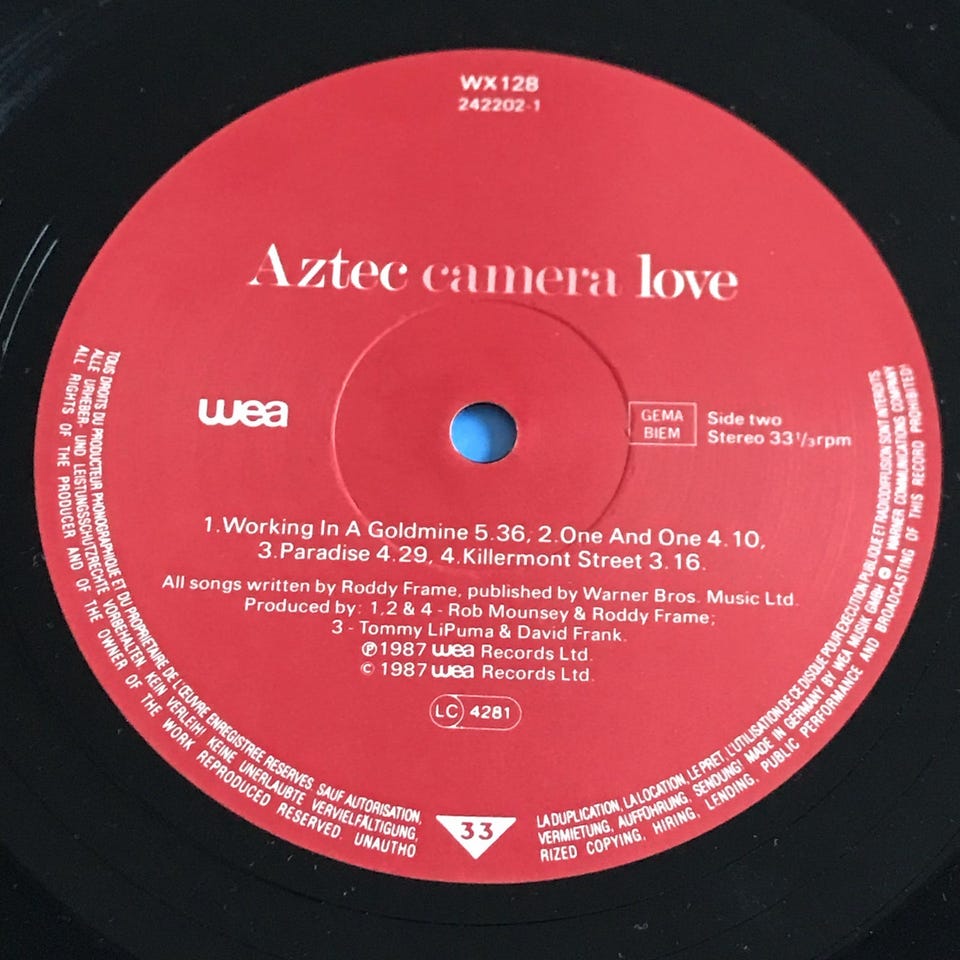 WX128
242202-1
Aztec camera love
wea
GEMA
BIEM
Side two
Stereo 33⅓rpm
1.Working In A Goldmine 5.36, 2.One And One 4.10,
3.Paradise 4.29, 4.Killermont Street 3.16.
All songs written by Roddy Frame, published by Warner Bros. Music Ltd.
Produced by: 1,2 & 4 - Rob Mounsey & Roddy Frame;
3 - Tommy LiPuma & David Frank.
℗1987 wea Records Ltd.
©1987 wea Records Ltd.
LC 4281
33
TOUS DROITS DU PRODUCTEUR PHONOGRAPHIQUE ET DU PROPRIETAIRE DE L'ŒUVRE ENREGISTREE RESERVES. SAUF AUTORISATION, LA DUPLICATION, LA LOCATION, LE PRET, L'UTILISATION DE CE DISQUE POUR EXECUTION PUBLIQUE ET RADIODIFFUSION SONT INTERDITS
ALLE URHEBER- UND LEISTUNGSSCHUTZRECHTE VORBEHALTEN. KEIN VERLEIH! KEINE UNERLAUBTE VERVIELFÄLTIGUNG, VERMIETUNG, AUFFÜHRUNG, SENDUNG! MADE IN GERMANY BY WEA MUSIK GMBH A WARNER COMMUNICATIONS COMPANY
ALL RIGHTS OF THE PRODUCER AND OF THE OWNER OF THE WORK REPRODUCED RESERVED. UNAUTHORIZED COPYING, HIRING, LENDING, PUBLIC PERFORMANCE AND BROADCASTING OF THIS RECORD PROHIBITED!